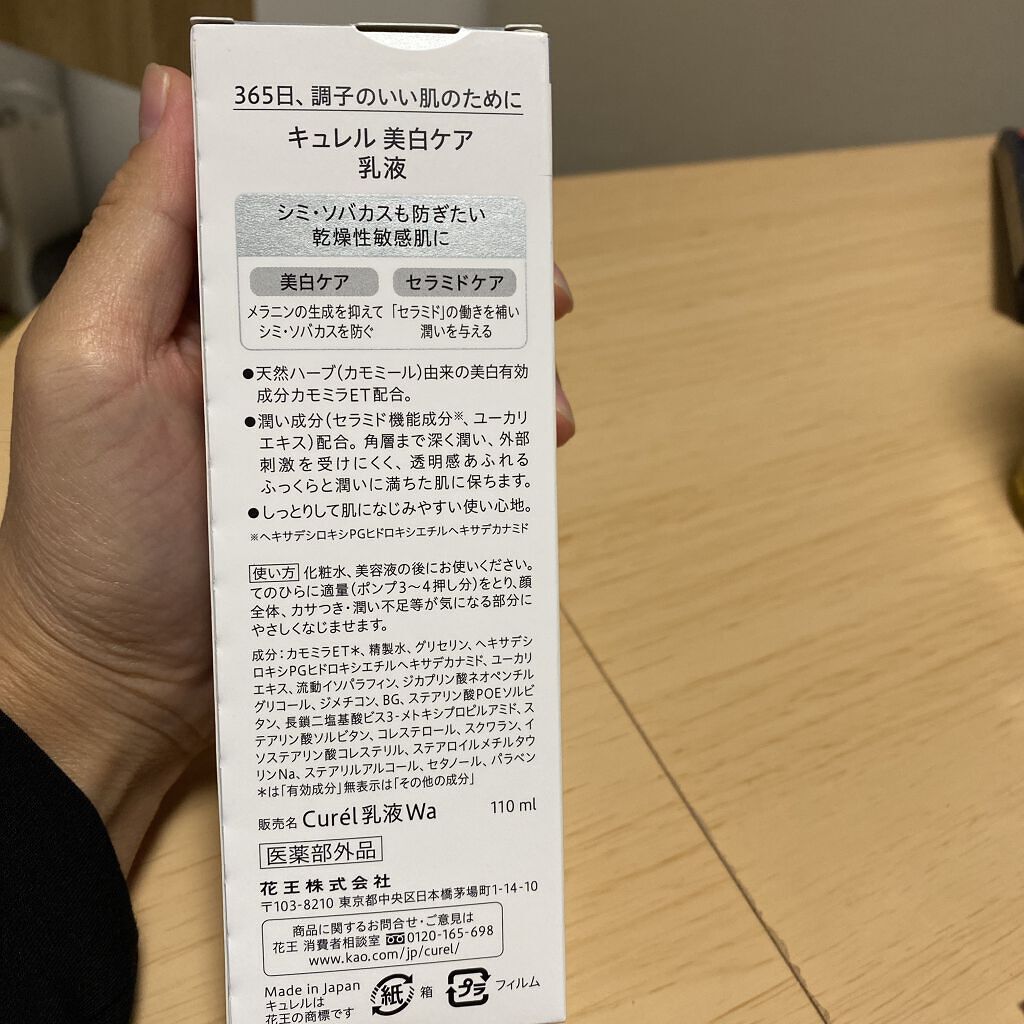 365日、調子のいい肌のために
キュレル 美白ケア
乳液
シミ・ソバカスも防ぎたい
乾燥性敏感肌に
美白ケア セラミドケア
メラニンの生成を抑えて 「セラミド」の働きを補い
シミ・ソバカスを防ぐ 潤いを与える
●天然ハーブ(カモミール)由来の美白有効
成分カモミラET配合。
●潤い成分(セラミド機能成分※、ユーカリ
エキス)配合。角層まで深く潤い、外部
刺激を受けにくく、透明感あふれる
ふっくらと潤いに満ちた肌に保ちます。
●しっとりして肌になじみやすい使い心地。
※ヘキサデシロキシPGヒドロキシエチルヘキサデカナミド
使い方 化粧水、美容液の後にお使いください。
てのひらに適量(ポンプ3〜4押し分)をとり、顔
全体、カサつき・潤い不足等が気になる部分に
やさしくなじませます。
成分:カモミラET*、精製水、グリセリン、ヘキサデシ
ロキシPGヒドロキシエチルヘキサデカナミド、ユーカリ
エキス、流動イソパラフィン、ジカプリン酸ネオペンチル
グリコール、ジメチコン、BG、ステアリン酸POEソルビ
タン、長鎖二塩基酸ビス3-メトキシプロピルアミド、ス
テアリン酸ソルビタン、コレステロール、スクワラン、イ
ソステアリン酸コレステリル、ステアロイルメチルタウ
リンNa、ステアリルアルコール、セタノール、パラベン
*は「有効成分」無表示は「その他の成分」
販売名 Curél 乳液Wa 110 ml
医薬部外品
花王株式会社
〒103-8210 東京都中央区日本橋茅場町1-14-10
商品に関するお問合せ・ご意見は
花王 消費者相談室 0120-165-698
www.kao.com/jp/curel/
Made in Japan
キュレルは
花王の商標です
紙 箱 プラ フィルム